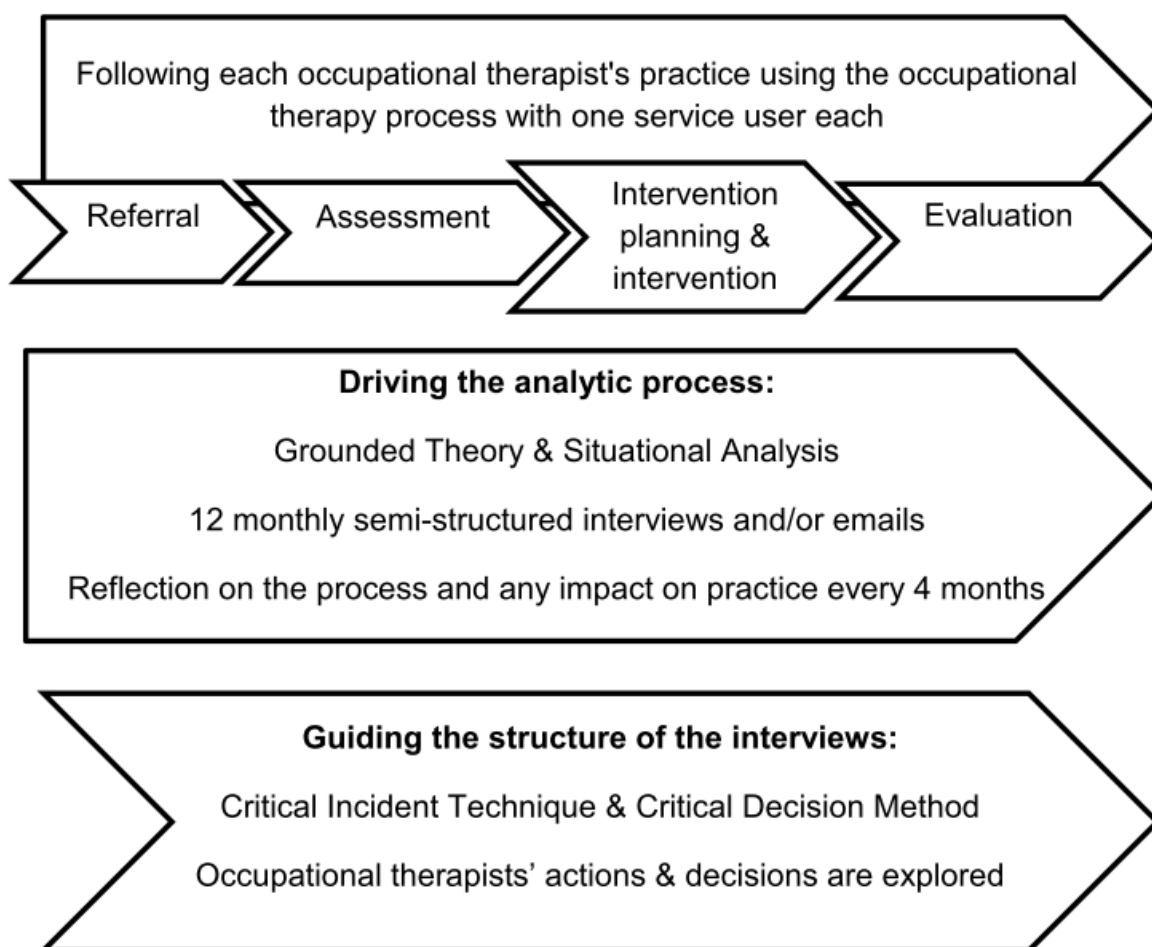 Following each occupational therapist's practice using the occupational
therapy process with one service user each
Referral
Assessment
Intervention
planning &
intervention
Evaluation
Driving the analytic process:
Grounded Theory & Situational Analysis
12 monthly semi-structured interviews and/or emails
Reflection on the process and any impact on practice every 4 months
Guiding the structure of the interviews:
Critical Incident Technique & Critical Decision Method
Occupational therapists’ actions & decisions are explored